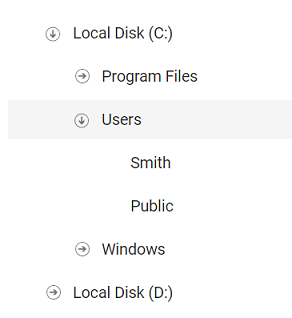 Local Disk (C:)
Program Files
Users
Smith
Public
Windows
Local Disk (D:)